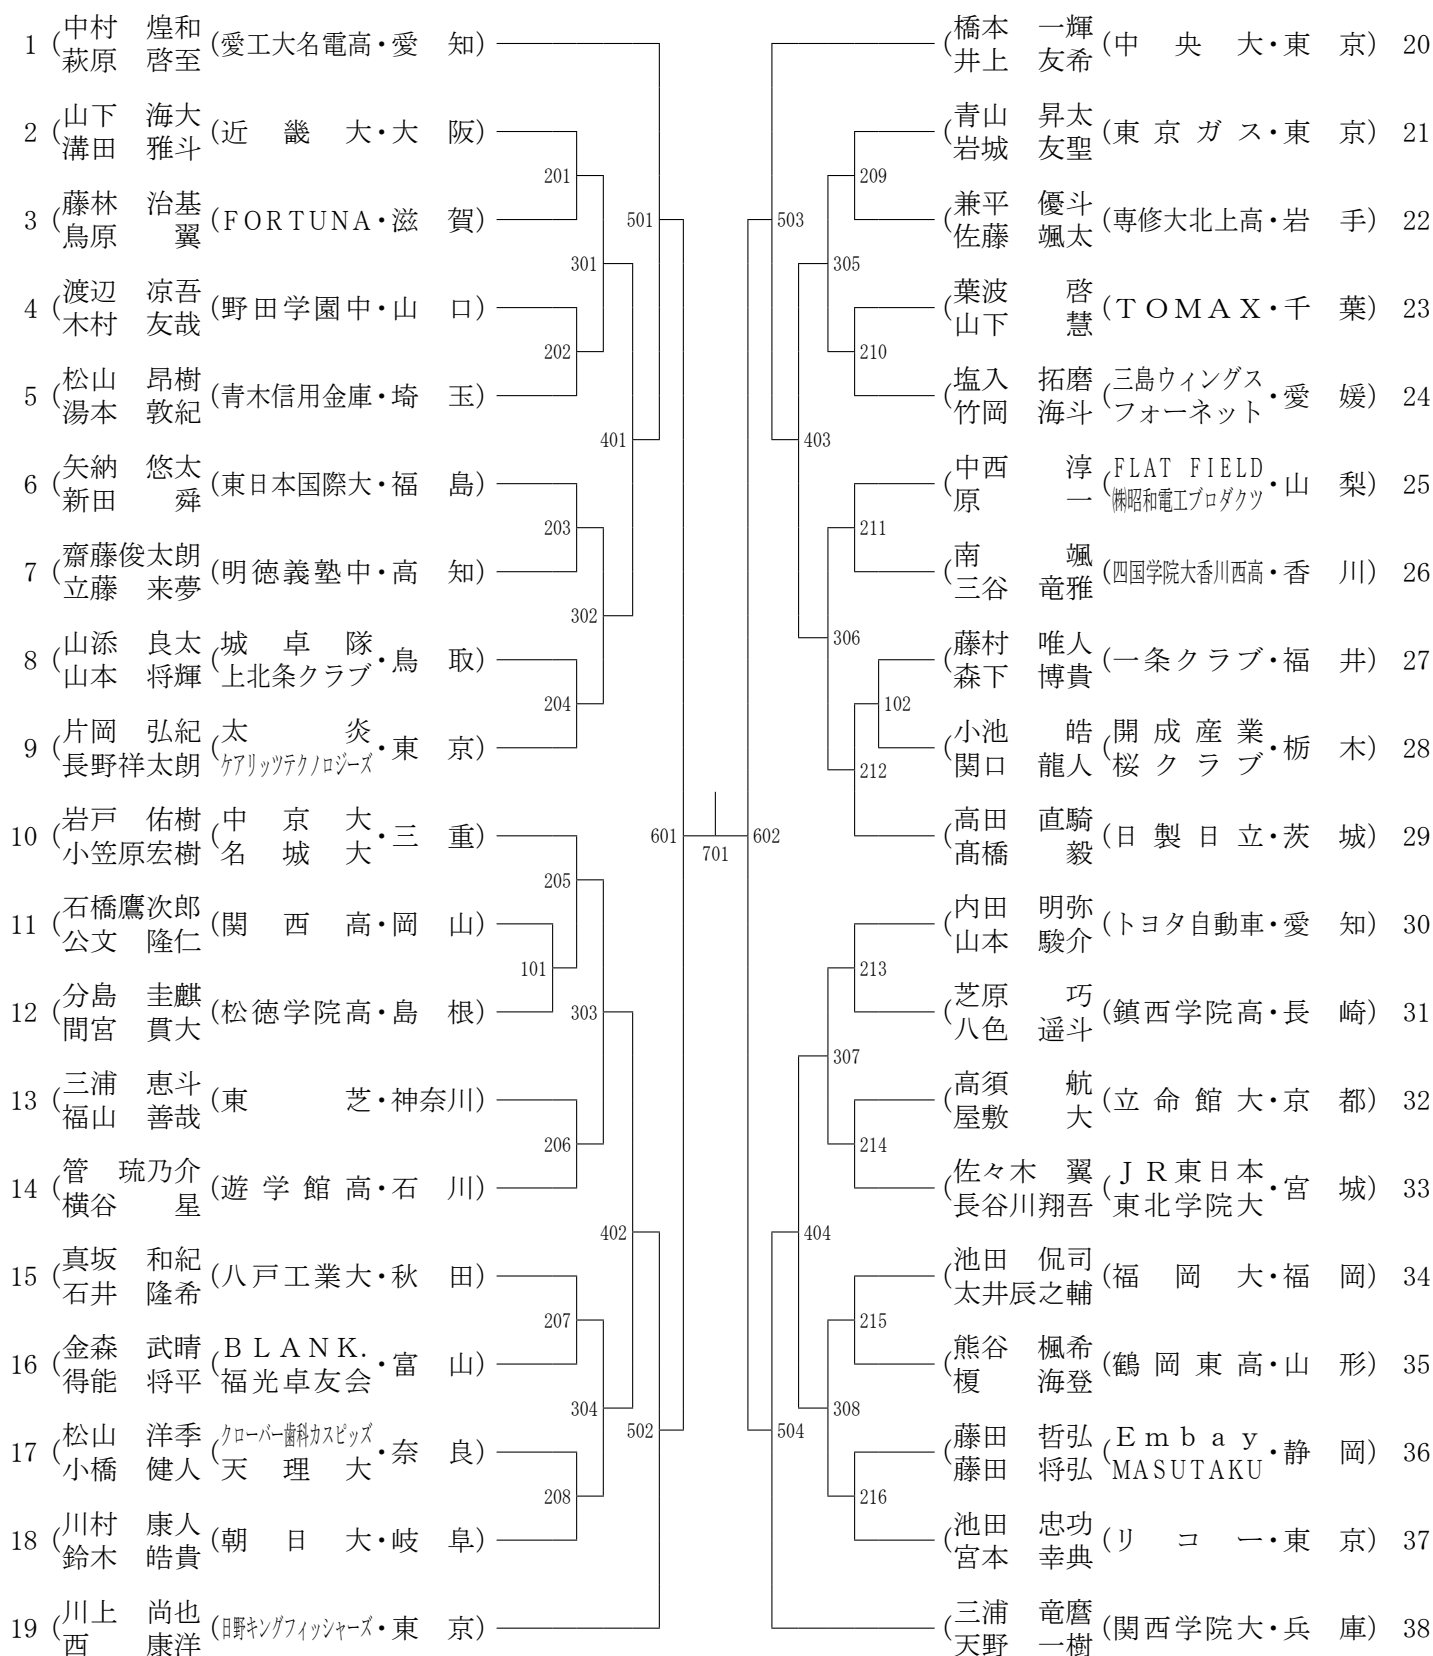 1 (中村 煌和 萩原 啓至 (愛工大名電高・愛 知)
2 (山下 海大 溝田 雅斗 (近 畿 大・大 阪)
3 (藤林 治基 鳥原 翼 (FORTUNA・滋 賀)
4 (渡辺 凉吾 木村 友哉 (野田学園中・山 口)
5 (松山 昂樹 湯本 敦紀 (青木信用金庫・埼 玉)
6 (矢納 悠太 新田 舜 (東日本国際大・福 島)
7 (齋藤俊太朗 立藤 来夢 (明徳義塾中・高 知)
8 (山添 良太 山本 将輝 (城 卓 隊 上北条クラブ・鳥 取)
9 (片岡 弘紀 長野祥太朗 (太 炎 ケアリッツテクノロジーズ・東 京)
10 (岩戸 佑樹 小笠原宏樹 (中 京 大 名 城 大・三 重)
11 (石橋鷹次郎 公文 隆仁 (関 西 高・岡 山)
12 (分島 圭麒 間宮 貫大 (松徳学院高・島 根)
13 (三浦 恵斗 福山 善哉 (東 芝・神奈川)
14 (管 琉乃介 横谷 星 (遊 学 館 高・石 川)
15 (真坂 和紀 石井 隆希 (八戸工業大・秋 田)
16 (金森 武晴 得能 将平 (BLANK. 福光卓友会・富 山)
17 (松山 洋季 小橋 健人 (クローバー歯科カスピッズ 天 理 大・奈 良)
18 (川村 康人 鈴木 皓貴 (朝 日 大・岐 阜)
19 (川上 尚也 西 康洋 (日野キングフィッシャーズ・東 京)
201
202
203
204
205
101
206
207
208
301
302
303
304
401
402
501
502
601
701
602
503
504
403
404
305
306
307
308
209
210
211
102
212
213
214
215
216
(橋本 一輝 井上 友希 (中 央 大・東 京) 20
(青山 昇太 岩城 友聖 (東 京 ガ ス・東 京) 21
(兼平 優斗 佐藤 颯太 (専修大北上高・岩 手) 22
(葉波 啓 山下 慧 (TOMAX・千 葉) 23
(塩入 拓磨 竹岡 海斗 (三島ウィングス フォーネット・愛 媛) 24
(中西 淳 原 一 (FLAT FIELD ㈱昭和電工プロダクツ・山 梨) 25
(南 颯 三谷 竜雅 (四国学院大香川西高・香 川) 26
(藤村 唯人 森下 博貴 (一条クラブ・福 井) 27
(小池 皓 関口 龍人 (開 成 産 業 桜 ク ラ ブ・栃 木) 28
(高田 直騎 髙橋 毅 (日 製 日 立・茨 城) 29
(内田 明弥 山本 駿介 (トヨタ自動車・愛 知) 30
(芝原 巧 八色 遥斗 (鎮西学院高・長 崎) 31
(高須 航 屋敷 大 (立 命 館 大・京 都) 32
(佐々木 翼 長谷川翔吾 (JR東日本 東北学院大・宮 城) 33
(池田 侃司 太井辰之輔 (福 岡 大・福 岡) 34
(熊谷 楓希 榎 海登 (鶴 岡 東 高・山 形) 35
(藤田 哲弘 藤田 将弘 (Embay MASUTAKU・静 岡) 36
(池田 忠功 宮本 幸典 (リ コ ー・東 京) 37
(三浦 竜麿 天野 一樹 (関西学院大・兵 庫) 38